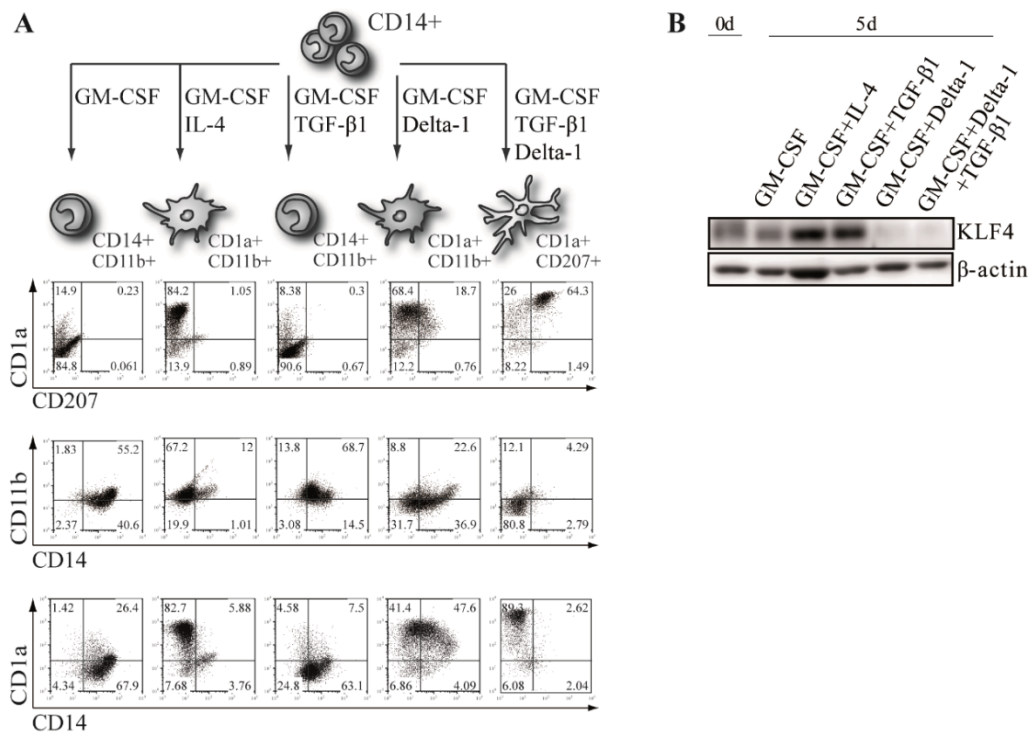 A
CD14+
GM-CSF
GM-CSF
IL-4
GM-CSF
TGF-β1
GM-CSF
Delta-1
GM-CSF
TGF-β1
Delta-1
CD14+
CD11b+
CD1a+
CD11b+
CD14+
CD11b+
CD1a+
CD11b+
CD1a+
CD207+
CD1a
14.9 0.23
84.8 0.061
84.2 1.05
13.9 0.89
8.38 0.3
90.6 0.67
68.4 18.7
12.2 0.76
26 64.3
8.22 1.49
CD207
CD11b
1.83 55.2
2.37 40.6
67.2 12
19.9 1.01
13.8 68.7
3.08 14.5
8.8 22.6
31.7 36.9
12.1 4.29
80.8 2.79
CD14
CD1a
1.42 26.4
4.34 67.9
82.7 5.88
7.68 3.76
4.58 7.5
24.8 63.1
41.4 47.6
6.86 4.09
89.3 2.62
6.08 2.04
CD14
B
0d
5d
GM-CSF
GM-CSF+IL-4
GM-CSF+TGF-β1
GM-CSF+Delta-1
GM-CSF+Delta-1
+TGF-β1
KLF4
β-actin